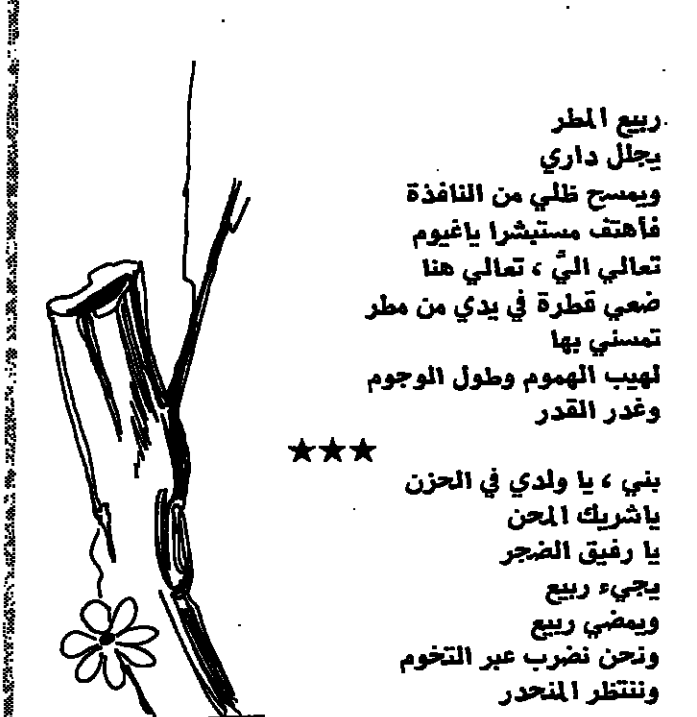 ربيع المطر
يجلل داري
ويمسح ظلي من النافذة
فأهتف مستبشرا ياغيوم
تعالي اليَّ ، تعالي هنا
ضعي قطرة في يدي من مطر
تمسني بها
لهيب الهموم وطول الوجوم
وغدر القدر
★★★
بني ، يا ولدي في الحزن
ياشريك المحن
يا رفيق الضجر
يجيء ربيع
ويمضي ربيع
ونحن نضرب عبر التخوم
وننتظر المنحدر